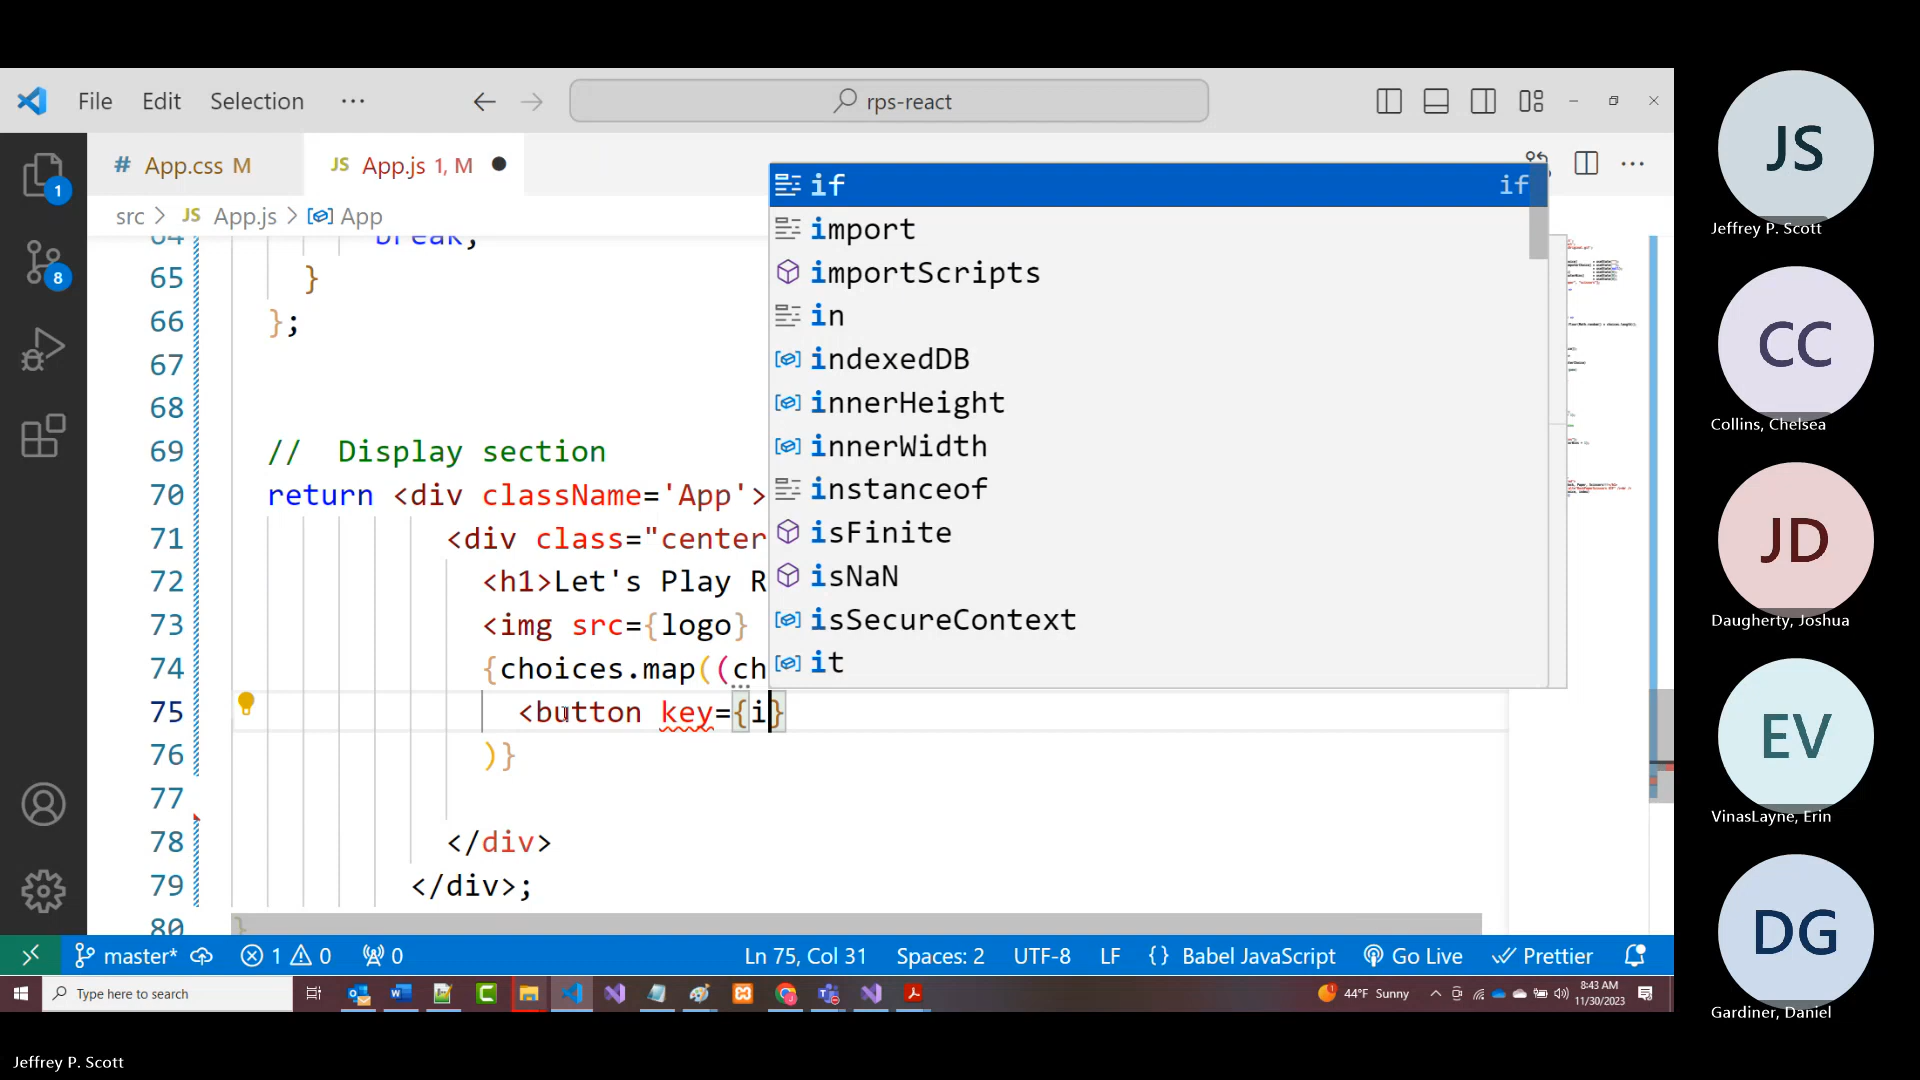 File Edit Selection ··· rps-react
# App.css M JS App.js 1, M
src > JS App.js > App
64 break;
65 }
66 };
67
68
69 // Display section
70 return <div className='App'>
71 <div class="center
72 <h1>Let's Play R
73 <img src={logo}
74 {choices.map((ch
75 <button key={i}
76 )}
77
78 </div>
79 </div>;
80 }
if if
import
importScripts
in
indexedDB
innerHeight
innerWidth
instanceof
isFinite
isNaN
isSecureContext
it
1
8
master* 1 0 0 Ln 75, Col 31 Spaces: 2 UTF-8 LF {} Babel JavaScript Go Live Prettier
Type here to search 44°F Sunny 8:43 AM
11/30/2023
JS
Jeffrey P. Scott
CC
Collins, Chelsea
JD
Daugherty, Joshua
EV
VinasLayne, Erin
DG
Gardiner, Daniel
Jeffrey P. Scott